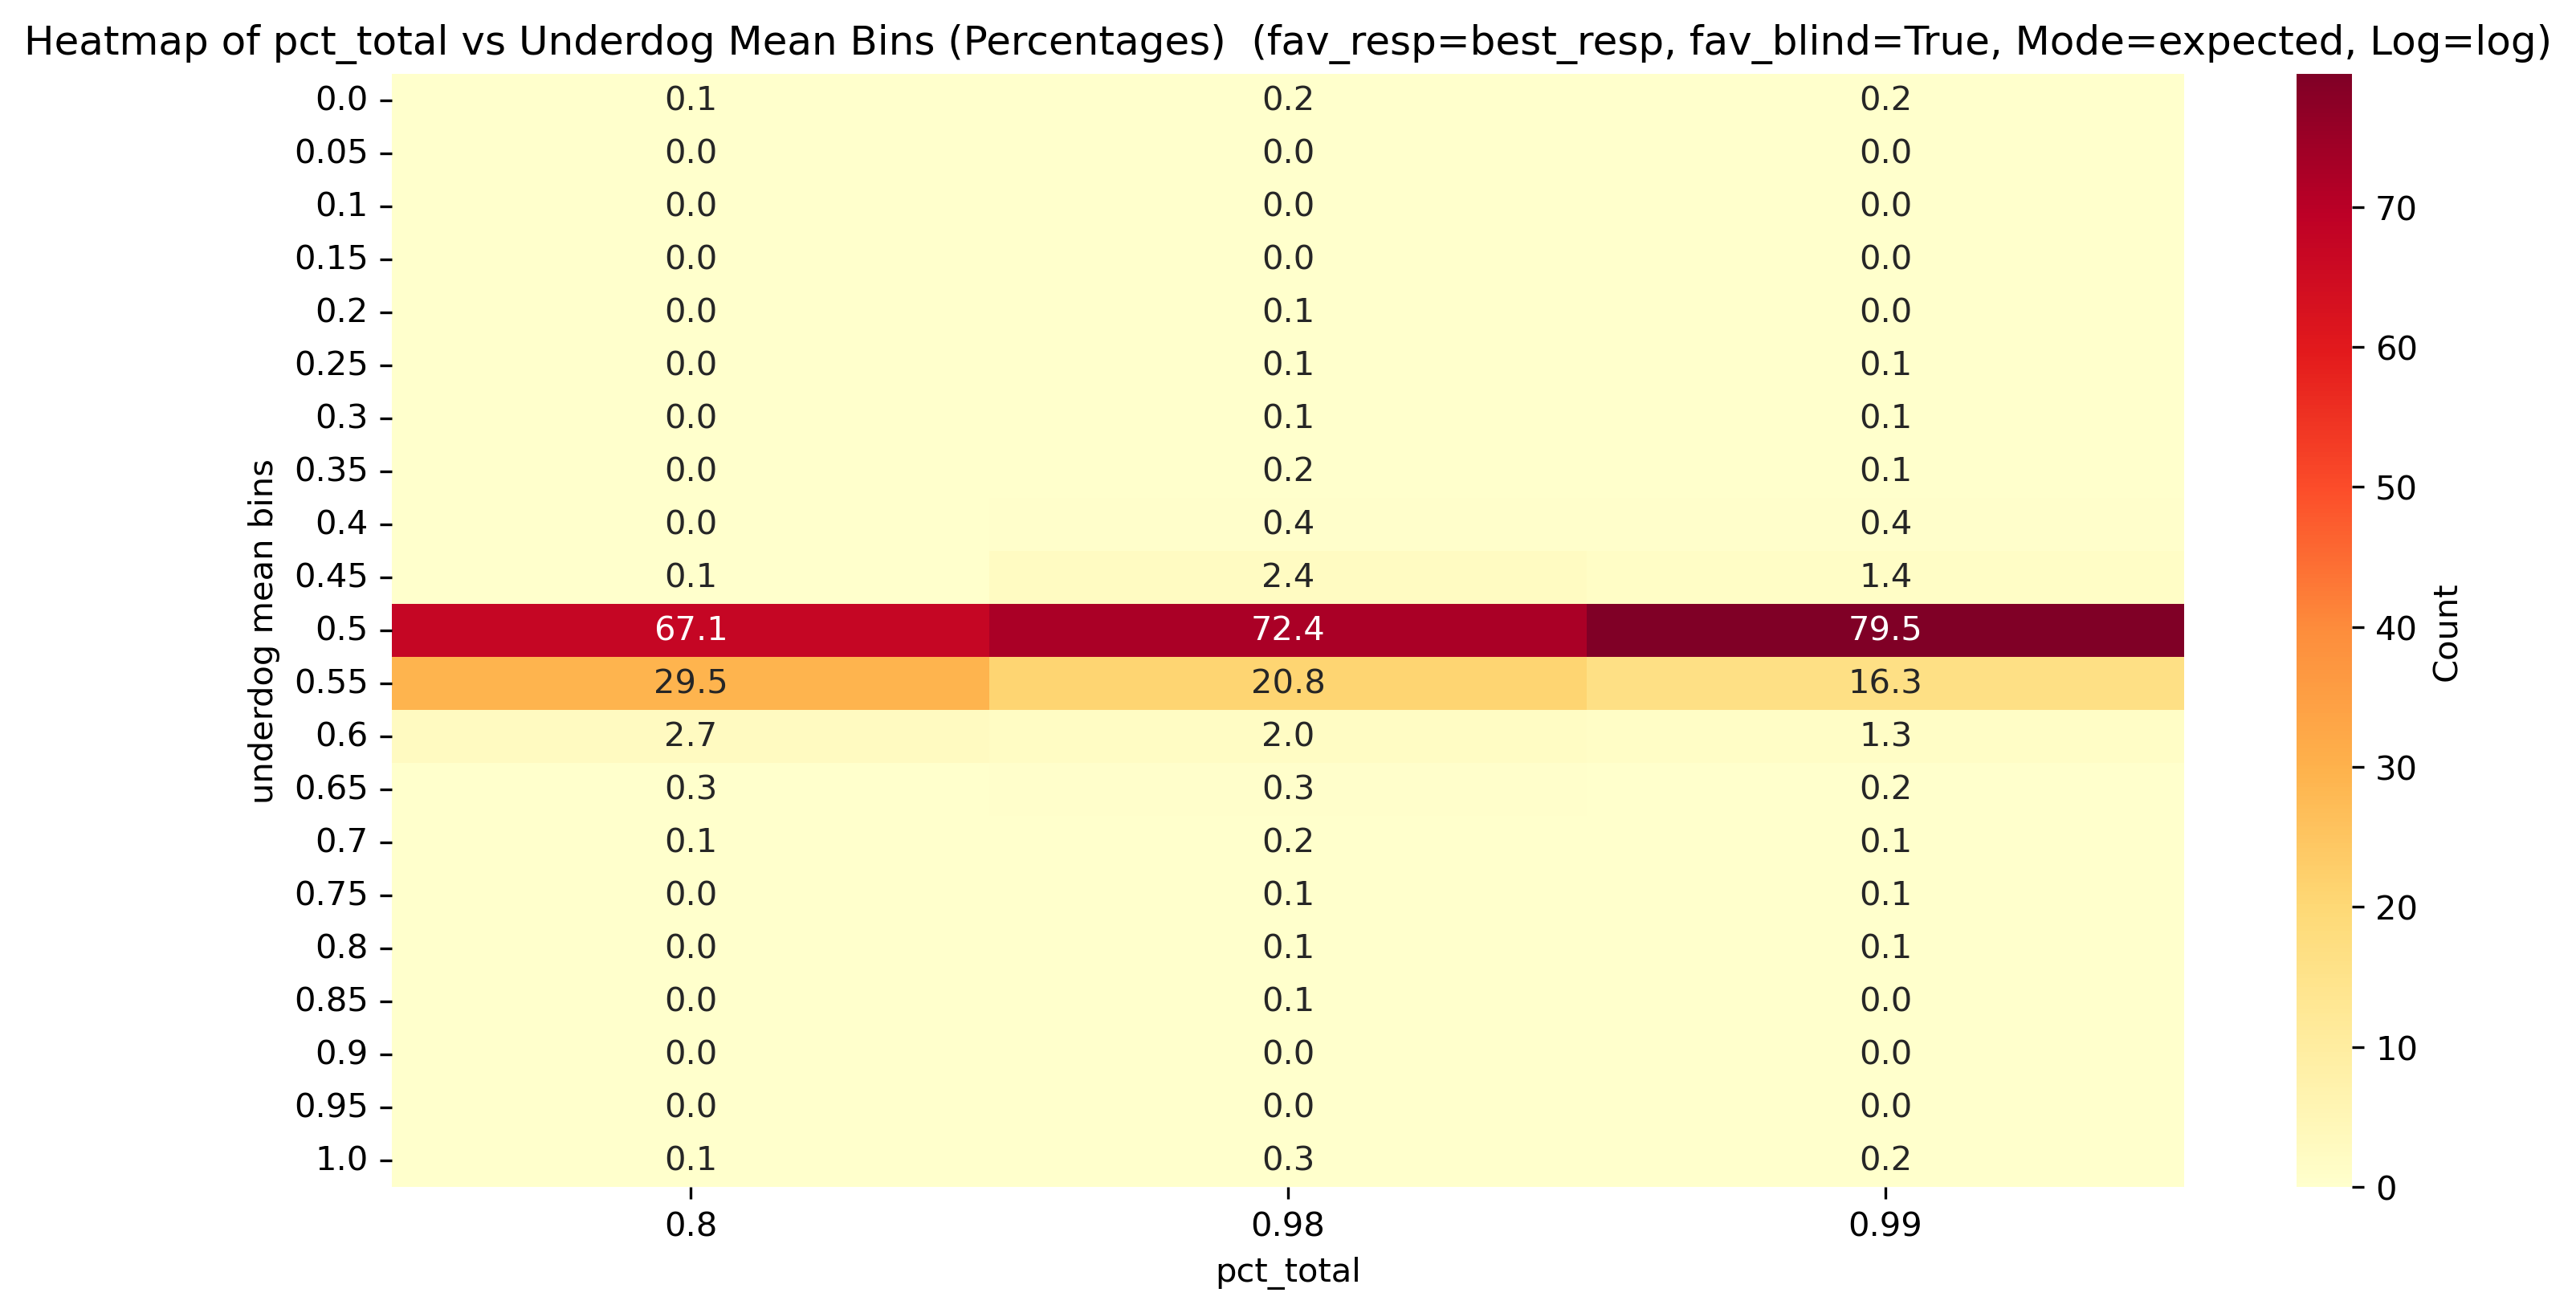 Heatmap of pct_total vs Underdog Mean Bins (Percentages)  (fav_resp=best_resp, fav_blind=True, Mode=expected, Log=log)
0.0 0.1 0.2 0.2
0.05 0.0 0.0 0.0
0.1 0.0 0.0 0.0
0.15 0.0 0.0 0.0
0.2 0.0 0.1 0.0
0.25 0.0 0.1 0.1
0.3 0.0 0.1 0.1
0.35 0.0 0.2 0.1
0.4 0.0 0.4 0.4
0.45 0.1 2.4 1.4
0.5 67.1 72.4 79.5
0.55 29.5 20.8 16.3
0.6 2.7 2.0 1.3
0.65 0.3 0.3 0.2
0.7 0.1 0.2 0.1
0.75 0.0 0.1 0.1
0.8 0.0 0.1 0.1
0.85 0.0 0.1 0.0
0.9 0.0 0.0 0.0
0.95 0.0 0.0 0.0
1.0 0.1 0.3 0.2
0.8 0.98 0.99
pct_total
underdog mean bins
70
60
50
40
30
20
10
0
Count